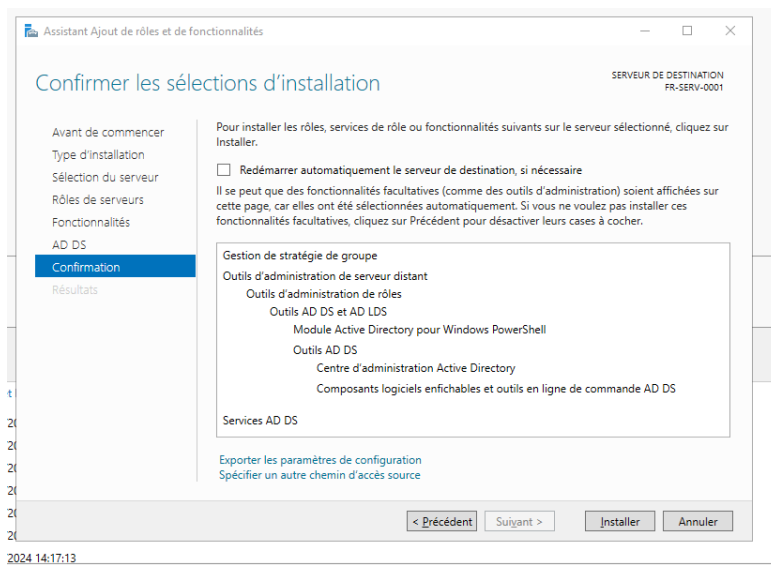 Assistant Ajout de rôles et de fonctionnalités
Confirmer les sélections d'installation
SERVEUR DE DESTINATION
FR-SERV-0001
Avant de commencer
Type d'installation
Sélection du serveur
Rôles de serveurs
Fonctionnalités
AD DS
Confirmation
Résultats
Pour installer les rôles, services de rôle ou fonctionnalités suivants sur le serveur sélectionné, cliquez sur
Installer.
Redémarrer automatiquement le serveur de destination, si nécessaire
Il se peut que des fonctionnalités facultatives (comme des outils d'administration) soient affichées sur
cette page, car elles ont été sélectionnées automatiquement. Si vous ne voulez pas installer ces
fonctionnalités facultatives, cliquez sur Précédent pour désactiver leurs cases à cocher.
Gestion de stratégie de groupe
Outils d'administration de serveur distant
Outils d'administration de rôles
Outils AD DS et AD LDS
Module Active Directory pour Windows PowerShell
Outils AD DS
Centre d'administration Active Directory
Composants logiciels enfichables et outils en ligne de commande AD DS
Services AD DS
Exporter les paramètres de configuration
Spécifier un autre chemin d'accès source
< Précédent
Suivant >
Installer
Annuler
2024 14:17:13